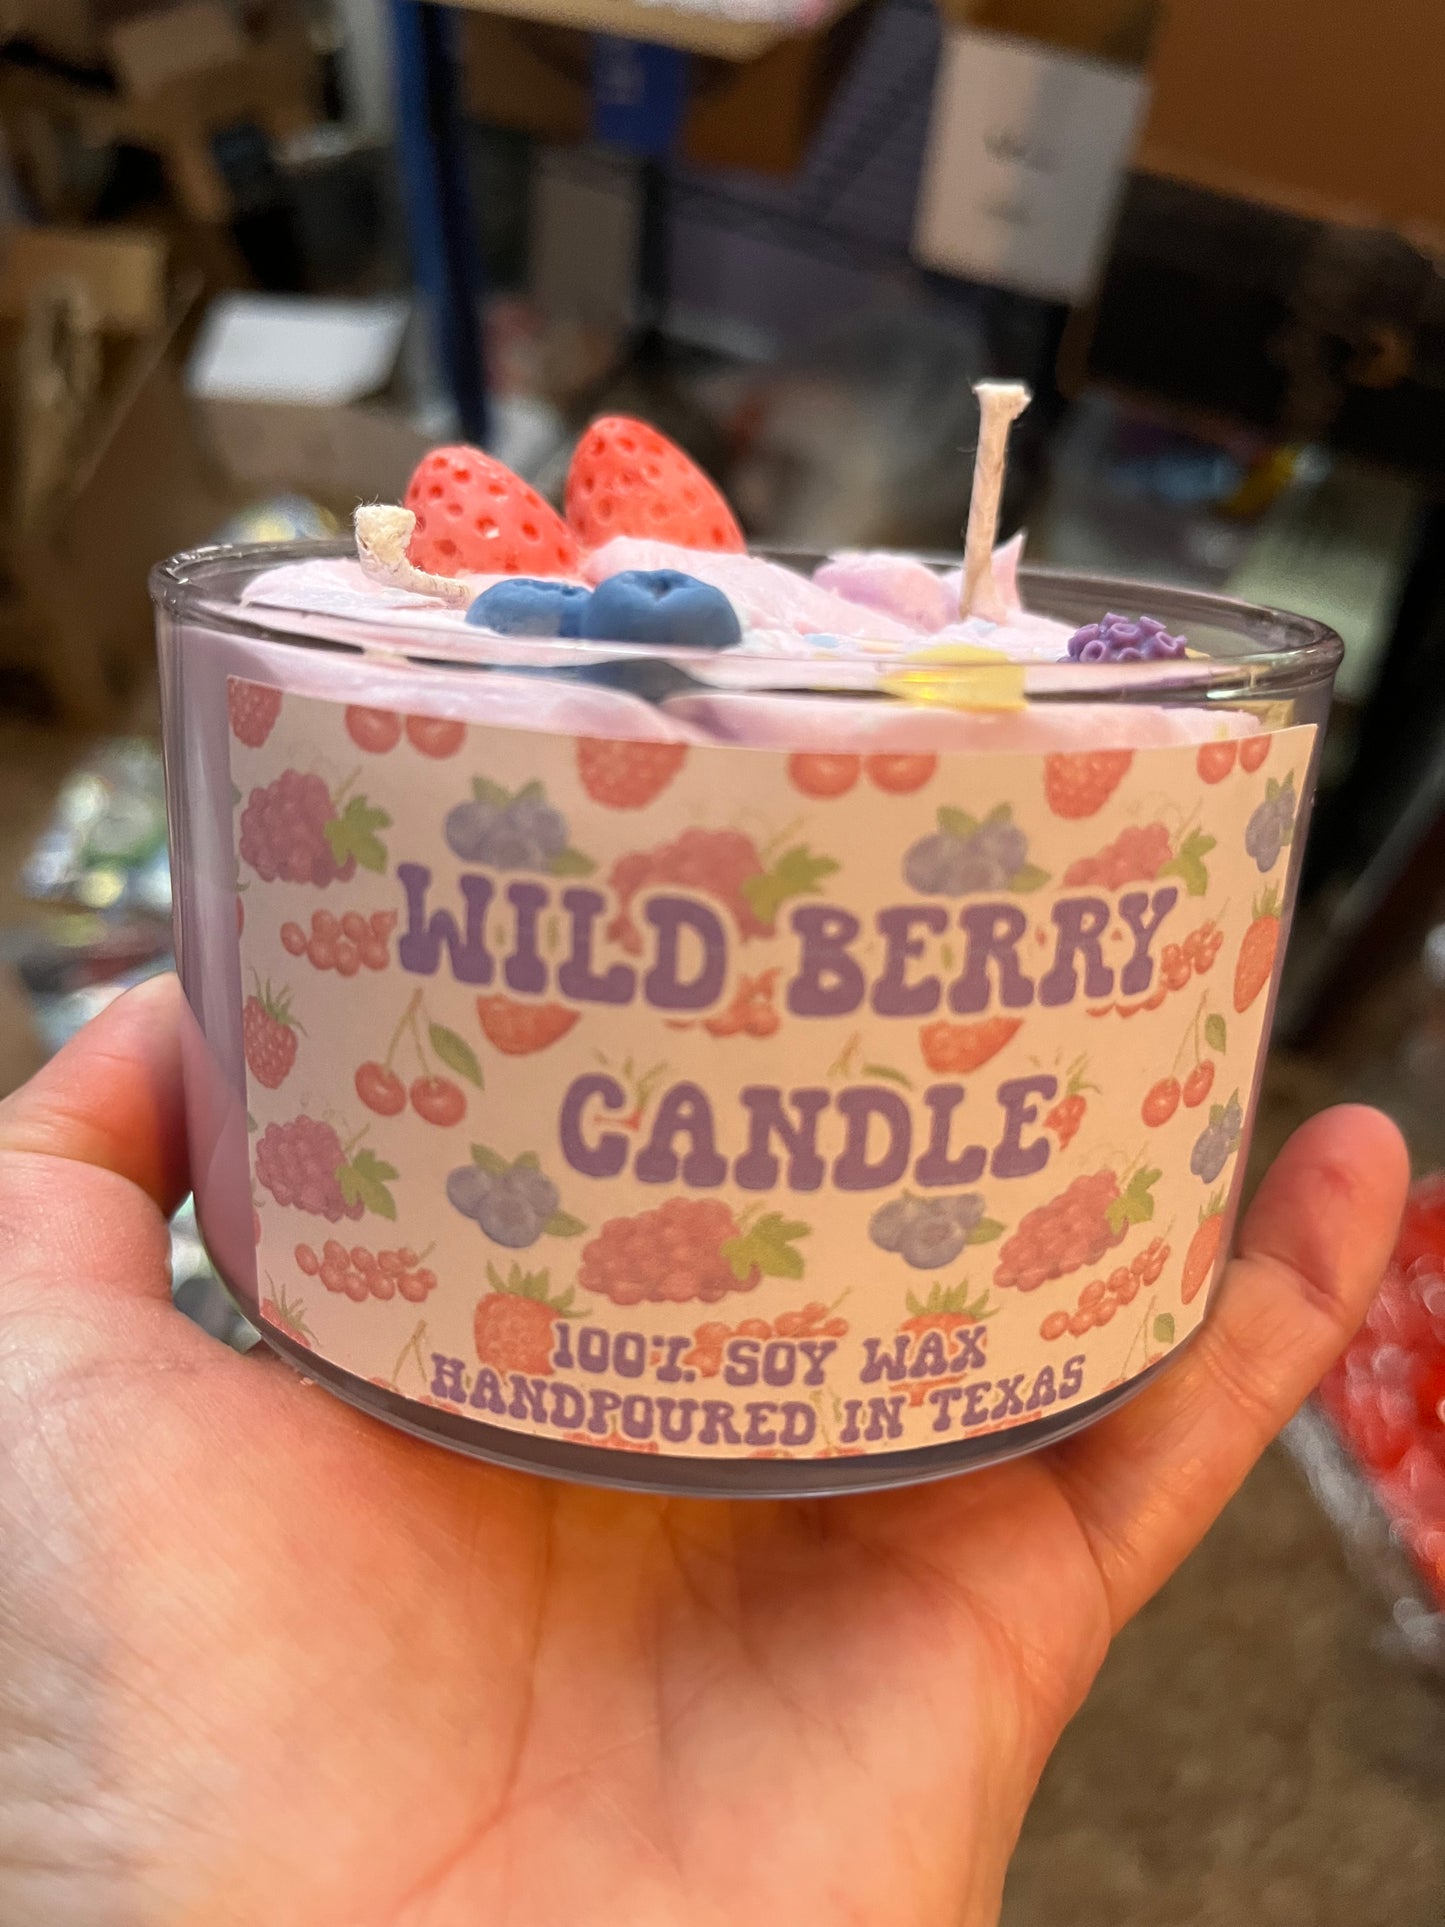 WILD BERRY
CANDLE
100% SOY WAX
HANDPOURED IN TEXAS